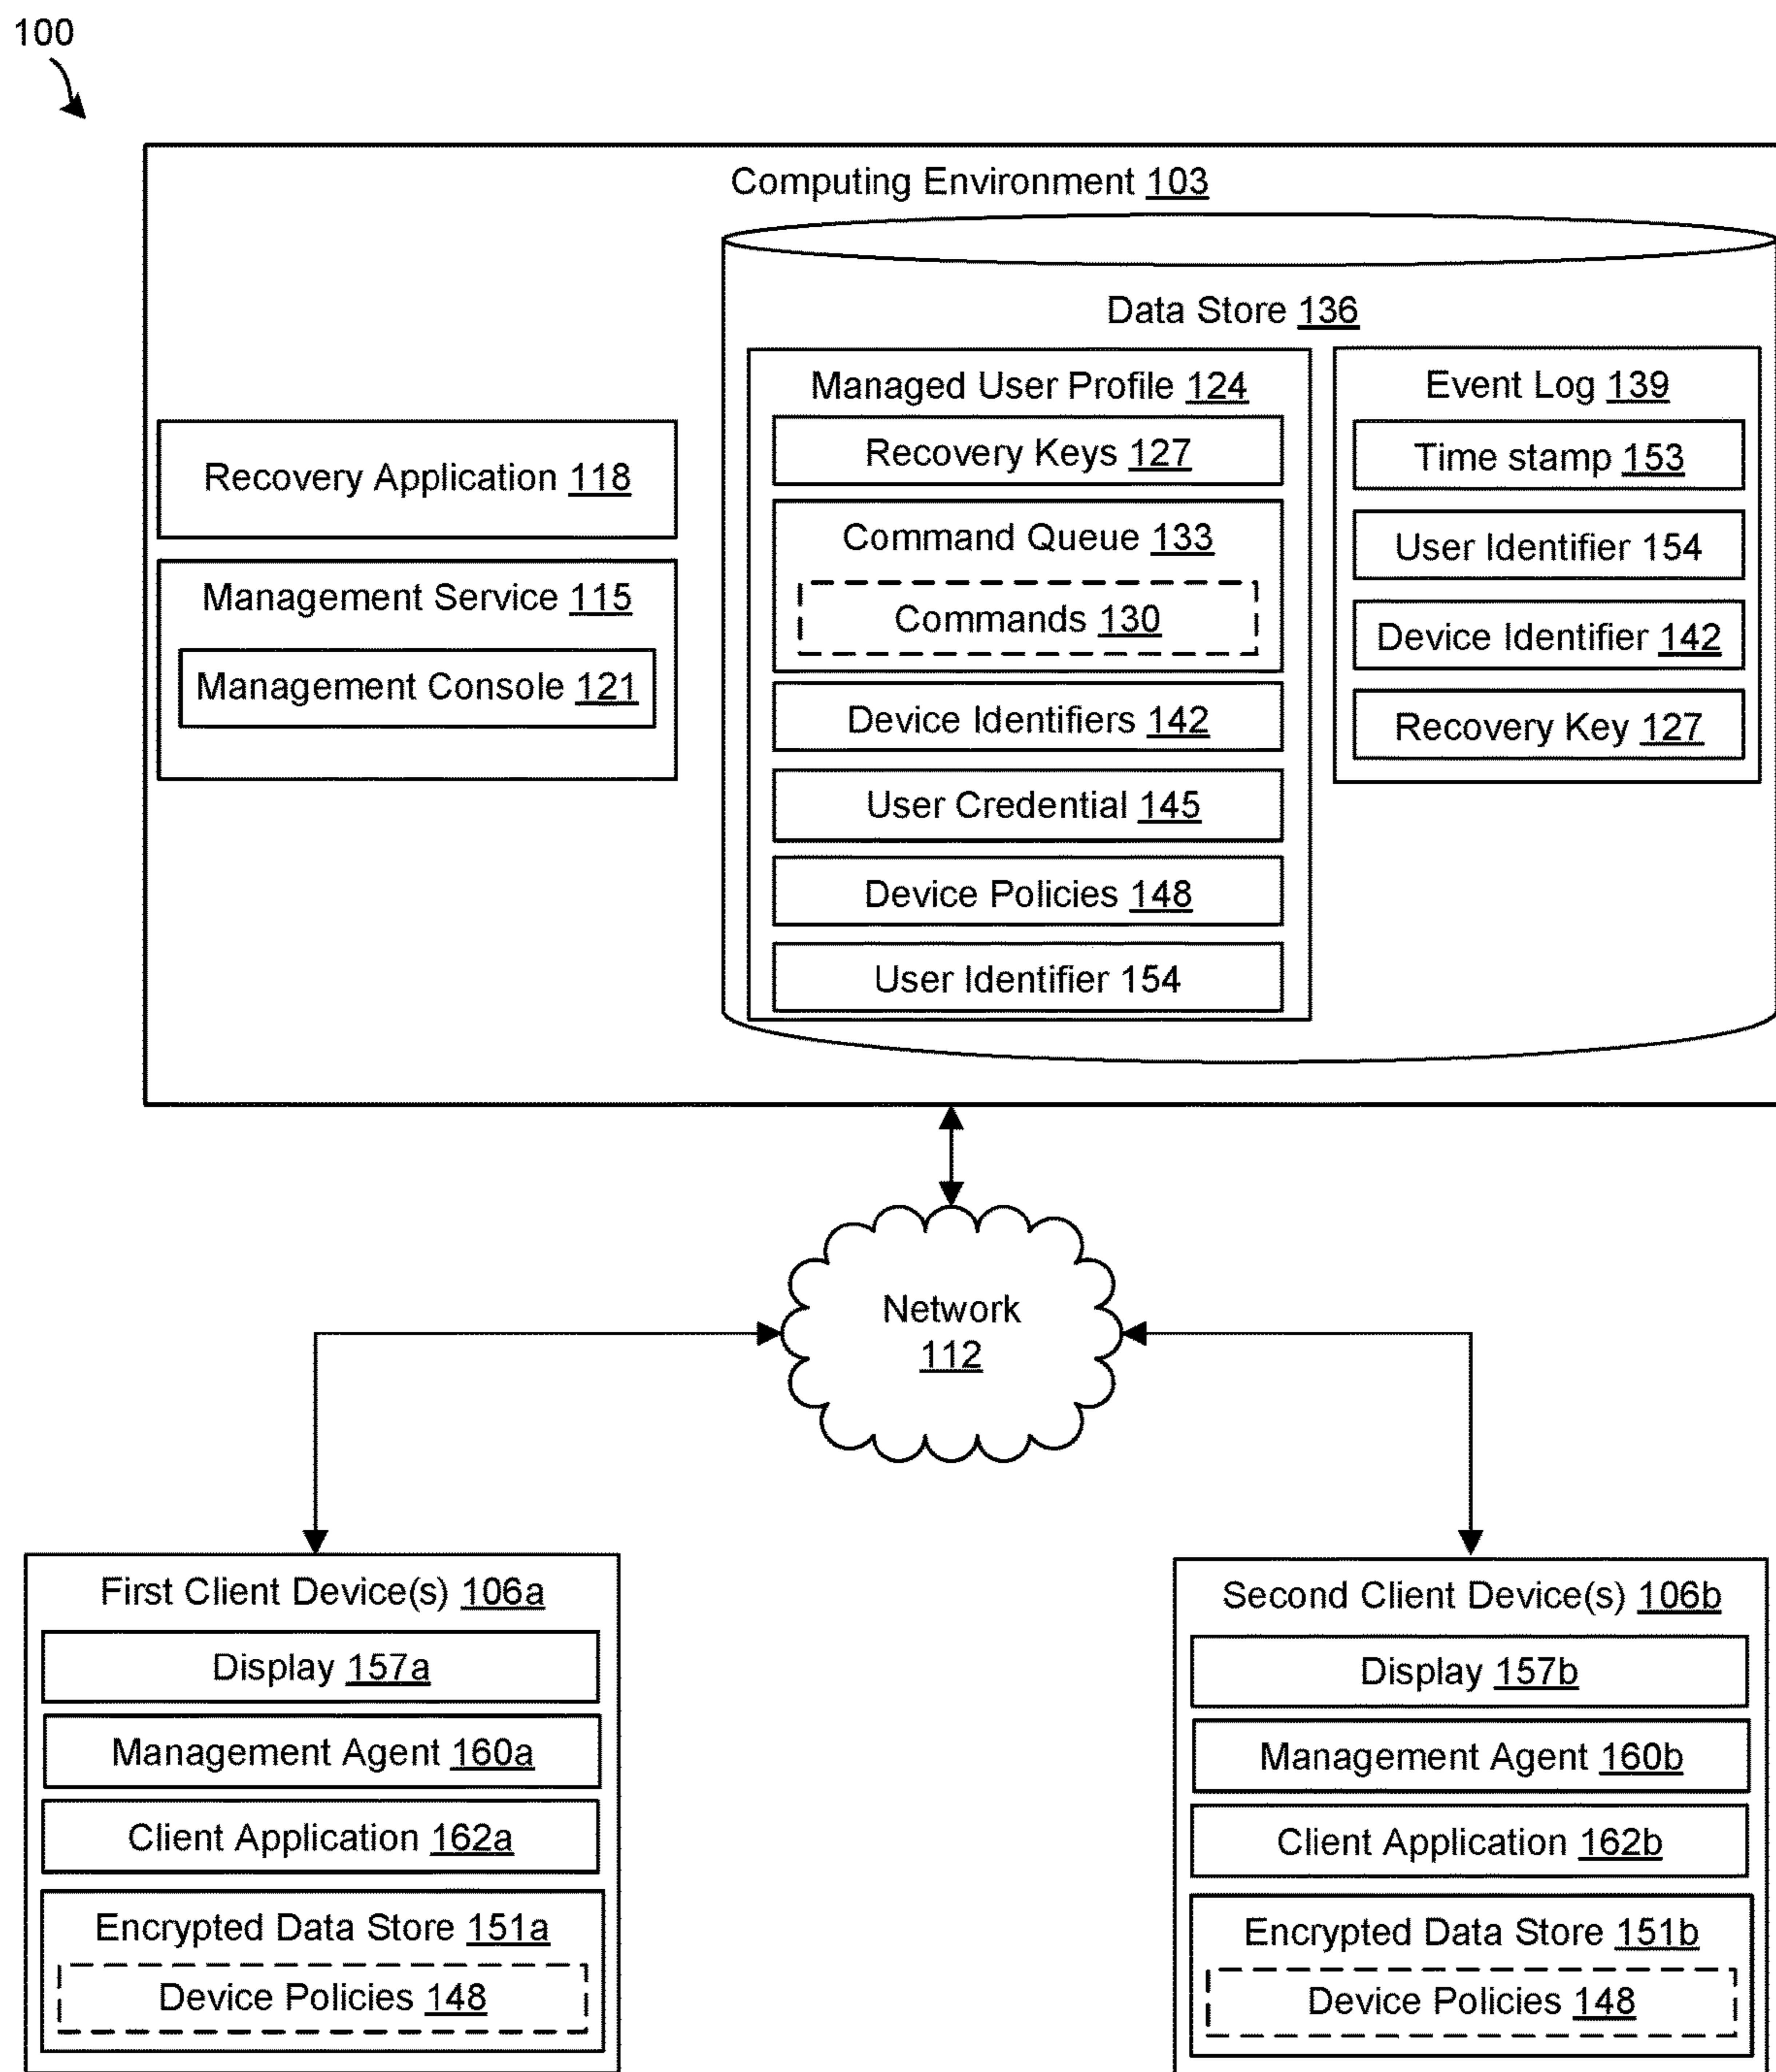 100
Computing Environment 103
Data Store 136
Recovery Application 118
Management Service 115
Management Console 121
Managed User Profile 124
Recovery Keys 127
Command Queue 133
Commands 130
Device Identifiers 142
User Credential 145
Device Policies 148
User Identifier 154
Event Log 139
Time stamp 153
User Identifier 154
Device Identifier 142
Recovery Key 127
Network
112
First Client Device(s) 106a
Display 157a
Management Agent 160a
Client Application 162a
Encrypted Data Store 151a
Device Policies 148
Second Client Device(s) 106b
Display 157b
Management Agent 160b
Client Application 162b
Encrypted Data Store 151b
Device Policies 148